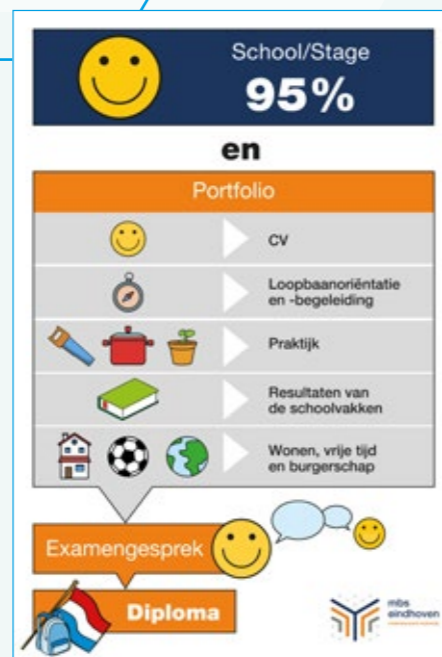 School/Stage
95%
en
Portfolio
CV
Loopbaanoriëntatie
en -begeleiding
Praktijk
Resultaten van
de schoolvakken
Wonen, vrije tijd
en burgerschap
Examengesprek
Diploma
mbs
eindhoven